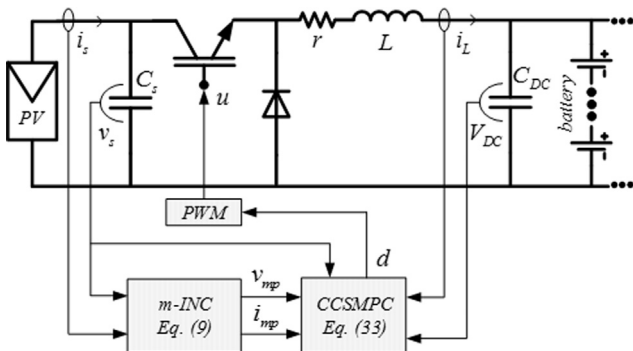 i_s
r
L
i_L
C_s
C_DC
PV
v_s
u
V_DC
battery
PWM
d
m-INC
Eq. (9)
v_mp
i_mp
CCSMPC
Eq. (33)